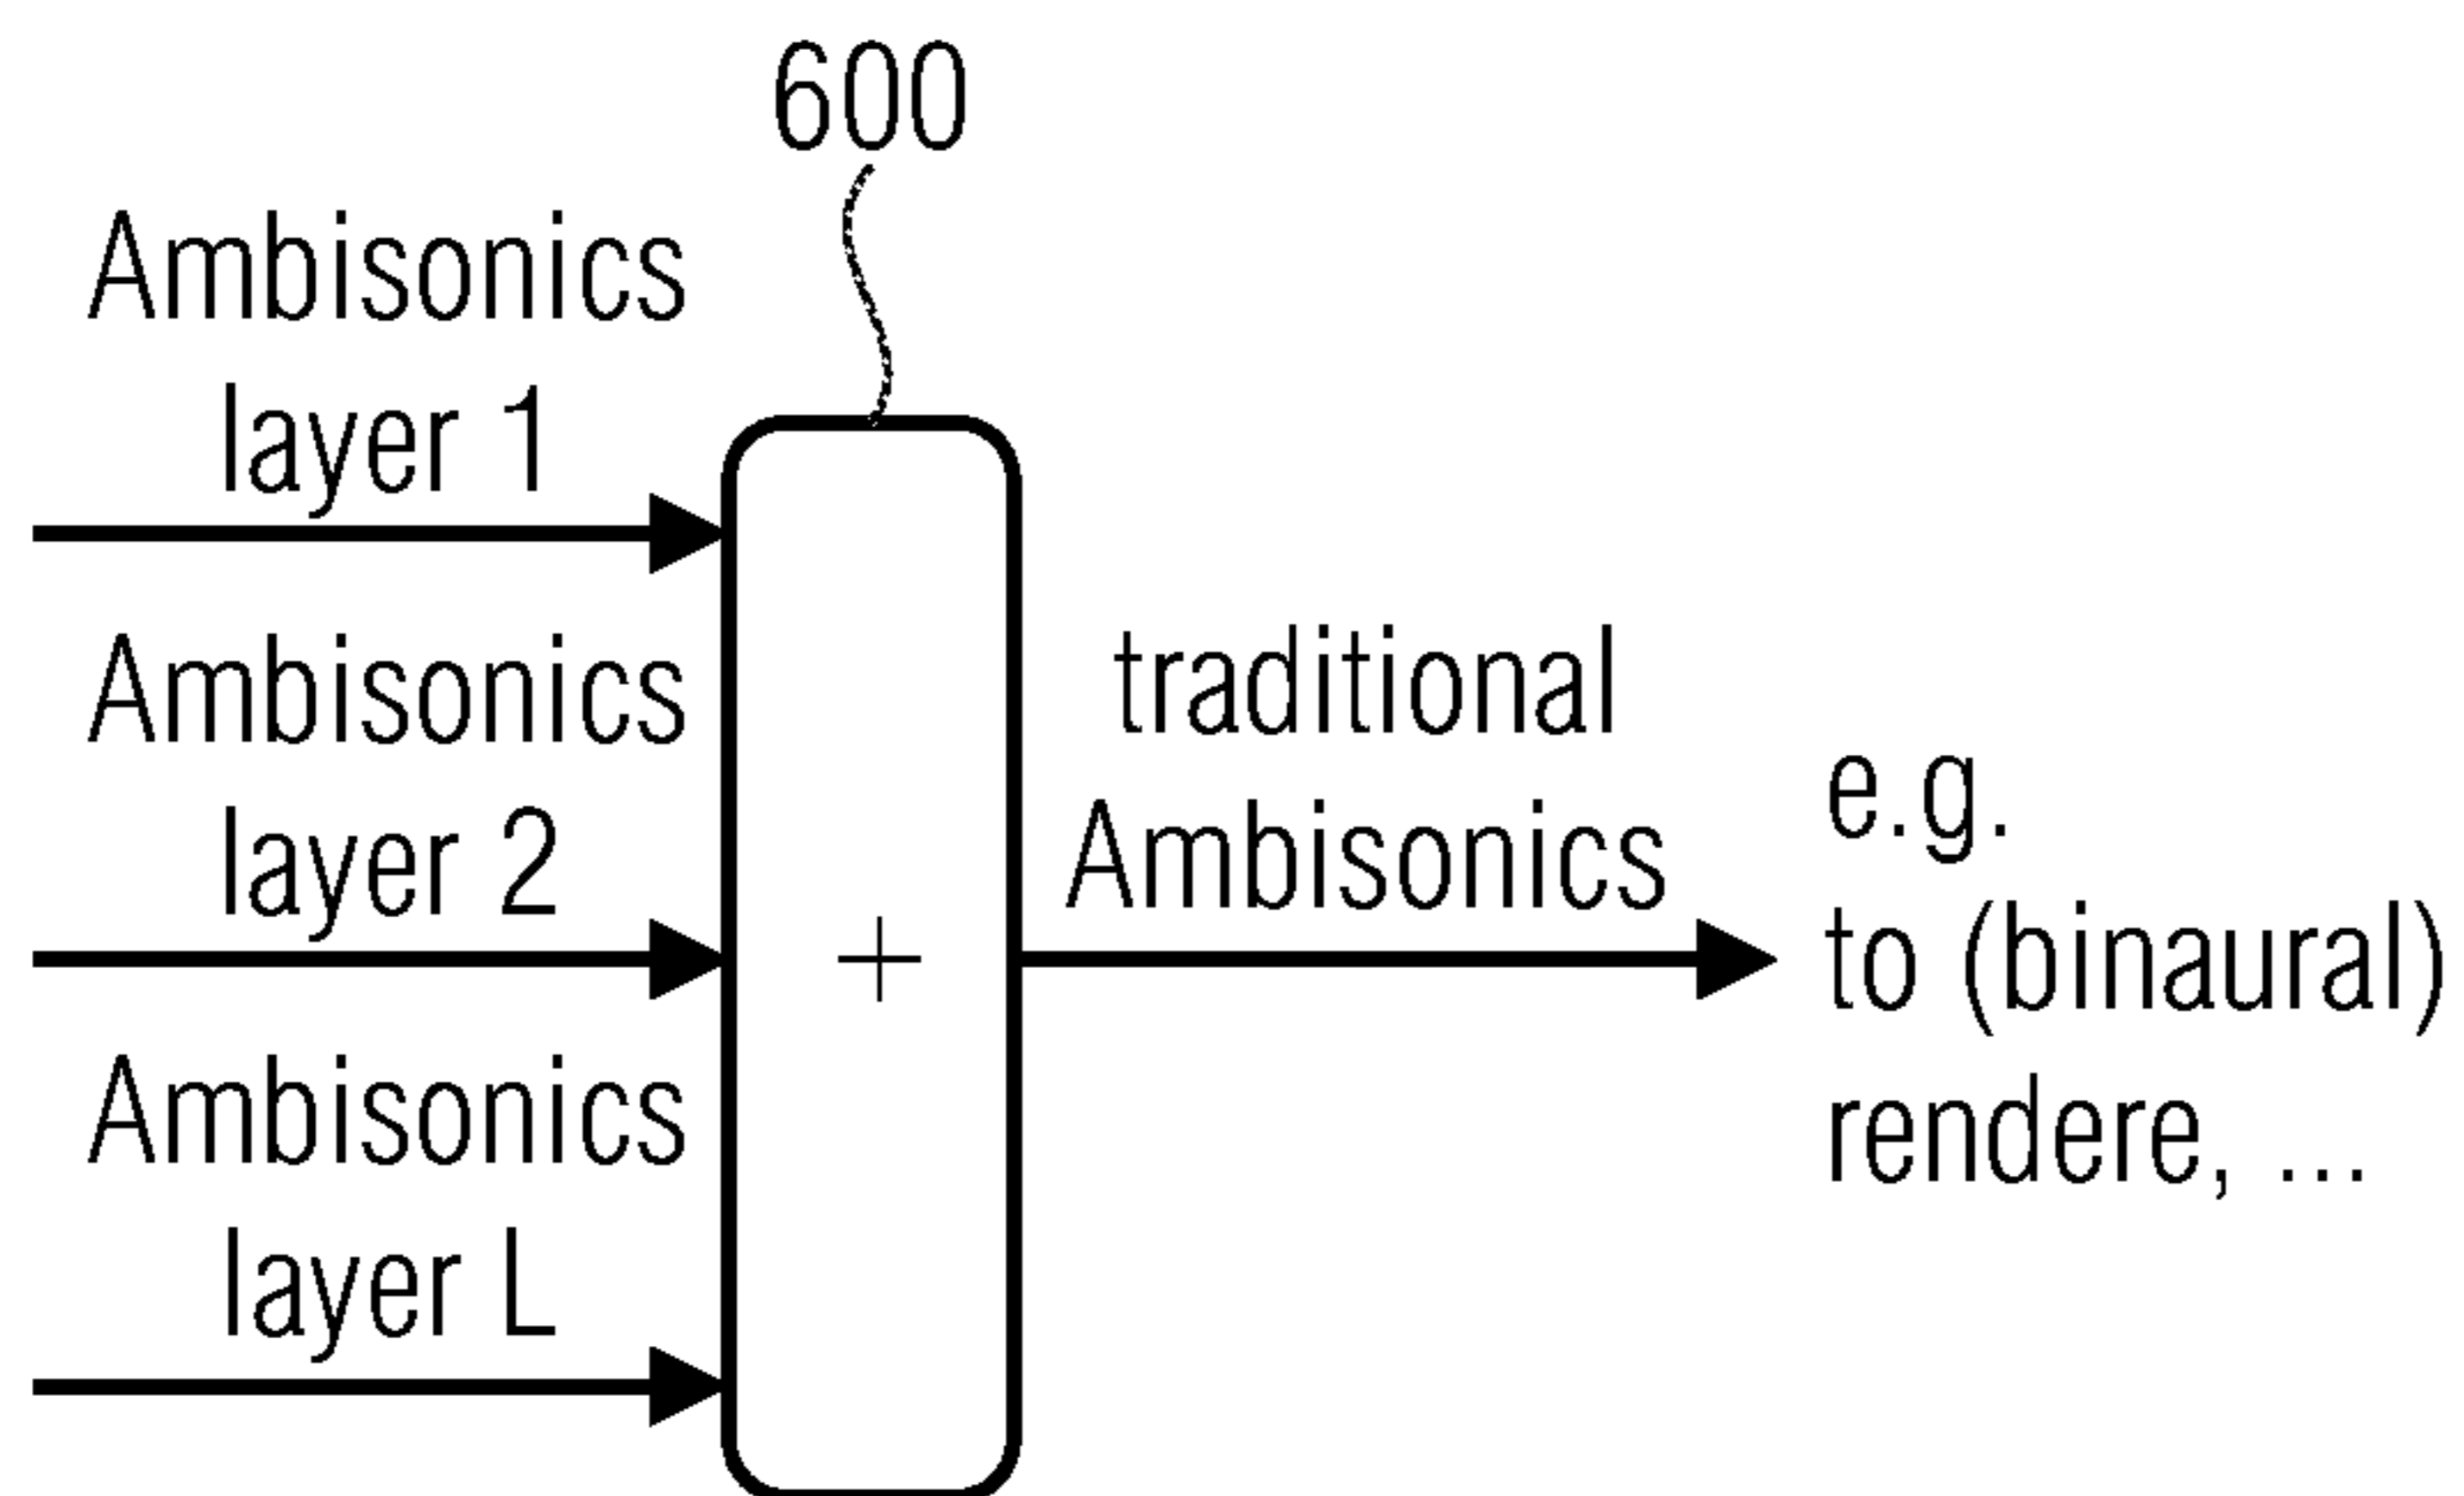 600
Ambisonics
layer 1
Ambisonics
layer 2
Ambisonics
layer L
+
traditional
Ambisonics
e.g.
to (binaural)
rendere, ...